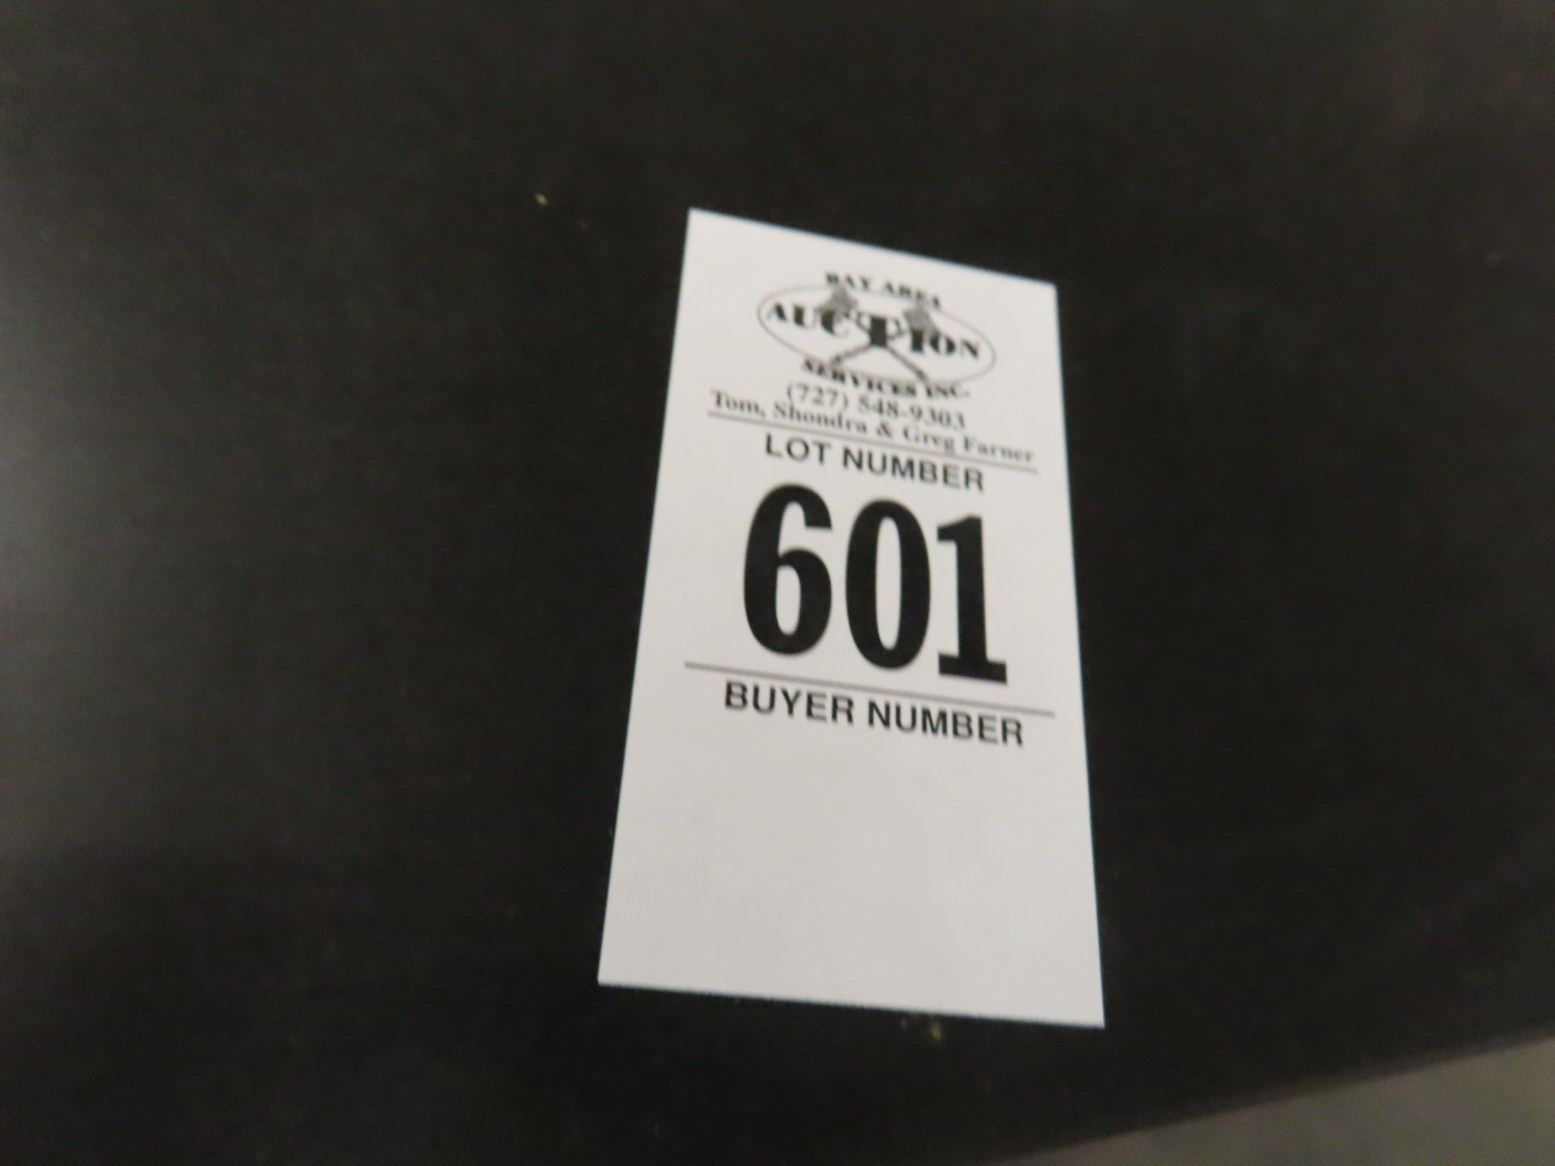 BAY AREA
AUCTION
SERVICES INC.
(727) 548-9303
Tom, Shondra & Greg Farner
LOT NUMBER
601
BUYER NUMBER